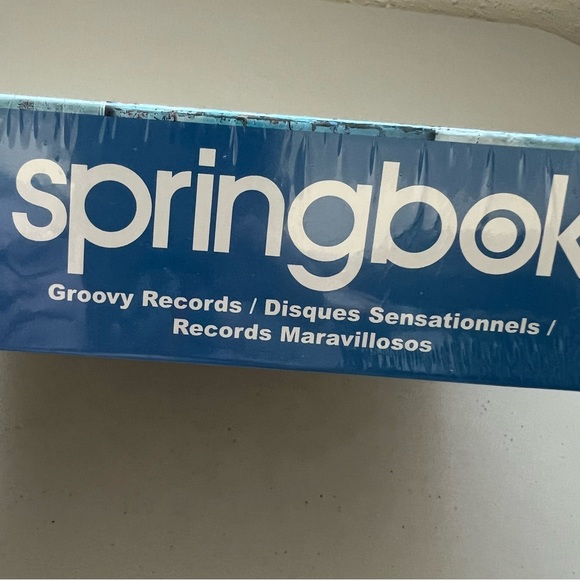 springbok
Groovy Records / Disques Sensationnels /
Records Maravillosos